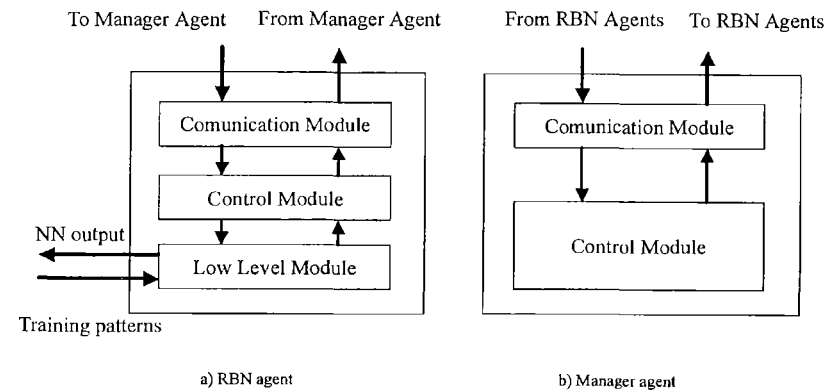 To Manager Agent
From Manager Agent
Comunication Module
Control Module
Low Level Module
NN output
Training patterns
a) RBN agent
From RBN Agents
To RBN Agents
Comunication Module
Control Module
b) Manager agent